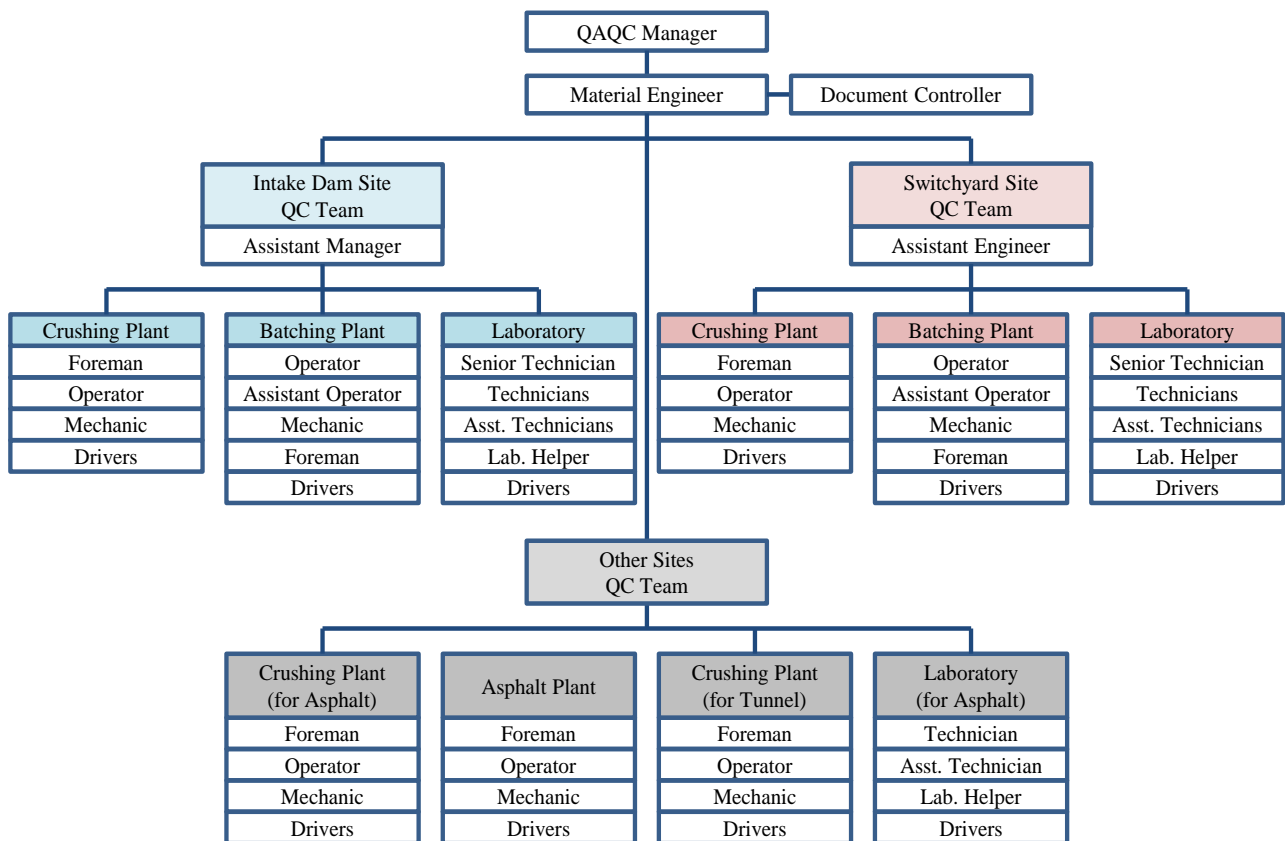 QAQC Manager
Material Engineer
Document Controller
Intake Dam Site
QC Team
Assistant Manager
Switchyard Site
QC Team
Assistant Engineer
Crushing Plant
Foreman
Operator
Mechanic
Drivers
Batching Plant
Operator
Assistant Operator
Mechanic
Foreman
Drivers
Laboratory
Senior Technician
Technicians
Asst. Technicians
Lab. Helper
Drivers
Crushing Plant
Foreman
Operator
Mechanic
Drivers
Batching Plant
Operator
Assistant Operator
Mechanic
Foreman
Drivers
Laboratory
Senior Technician
Technicians
Asst. Technicians
Lab. Helper
Drivers
Other Sites
QC Team
Crushing Plant
(for Asphalt)
Foreman
Operator
Mechanic
Drivers
Asphalt Plant
Foreman
Operator
Mechanic
Drivers
Crushing Plant
(for Tunnel)
Foreman
Operator
Mechanic
Drivers
Laboratory
(for Asphalt)
Technician
Asst. Technician
Lab. Helper
Drivers